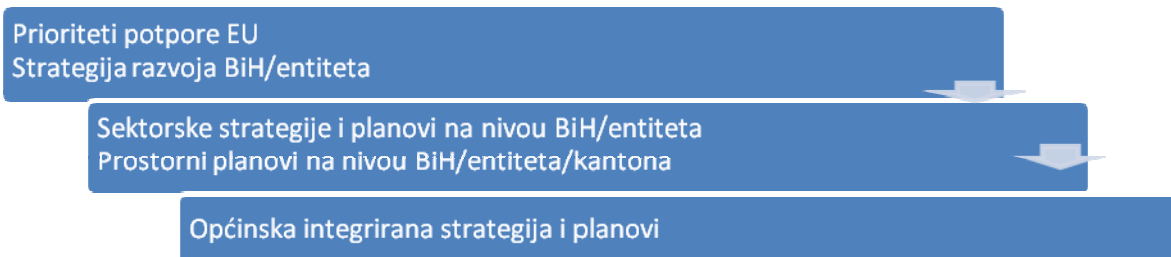 Prioriteti potpore EU
Strategija razvoja BiH/entiteta
Sektorske strategije i planovi na nivou BiH/entiteta
Prostorni planovi na nivou BiH/entiteta/kantona
Općinska integrirana strategija i planovi